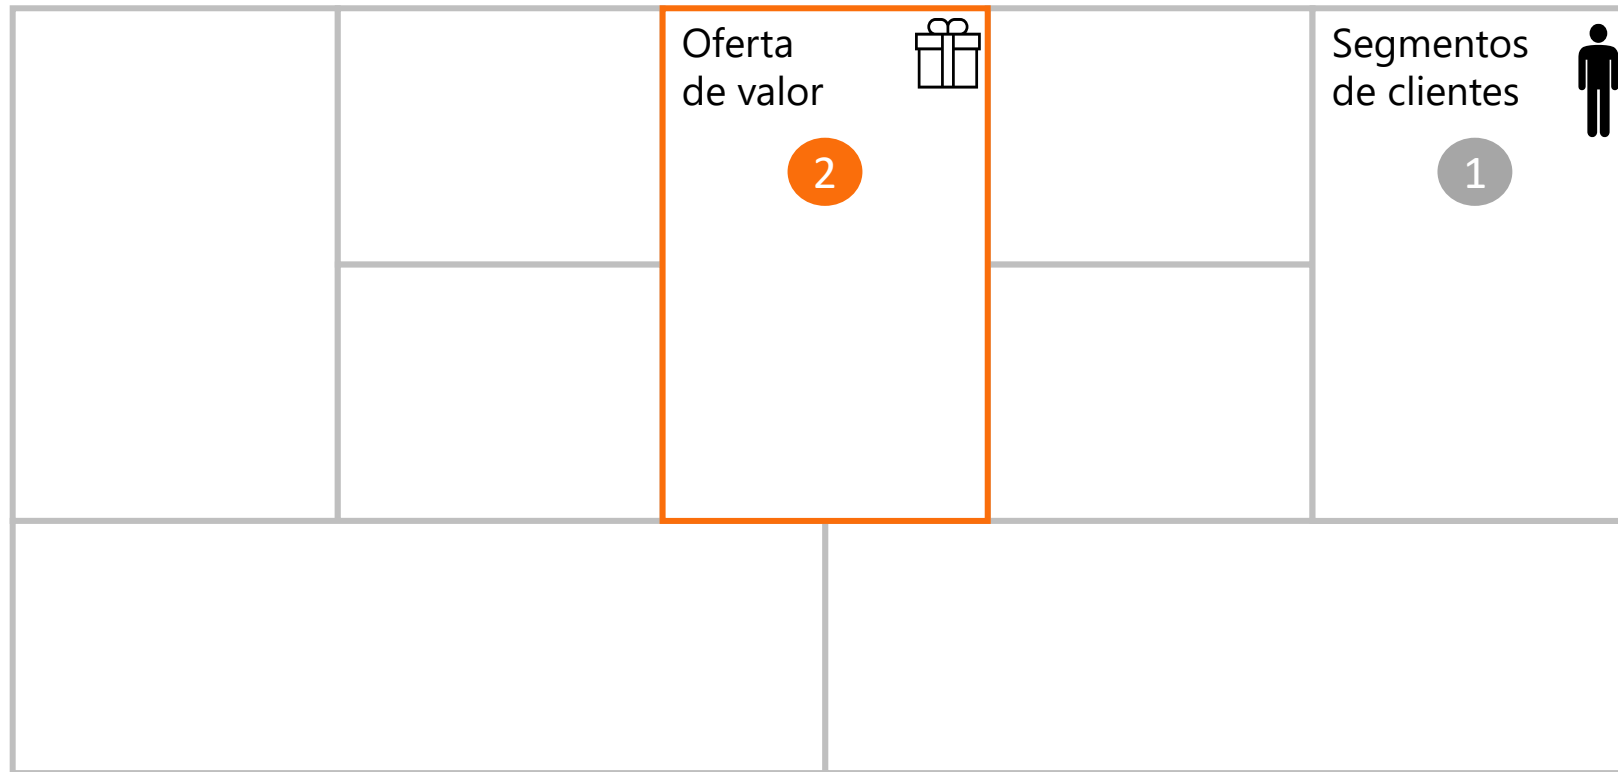 Oferta
de valor
2
Segmentos
de clientes
1